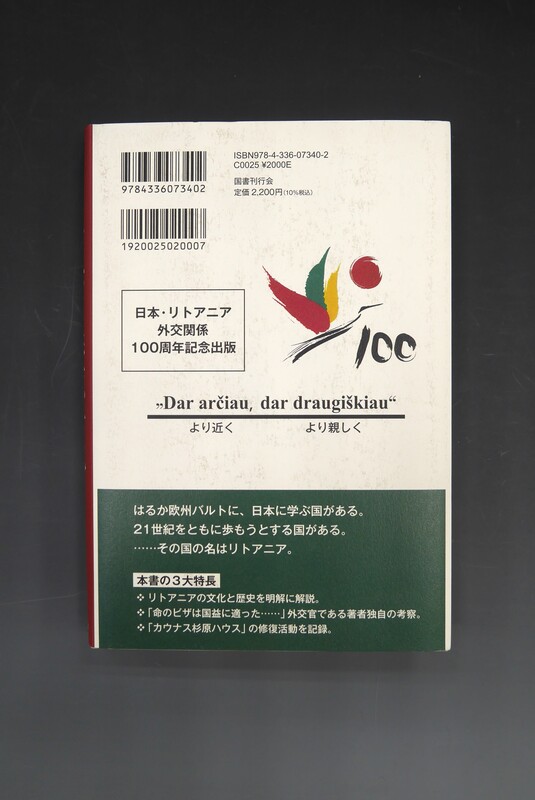 ISBN978-4-336-07340-2
C0025 ¥2000E
国書刊行会
定価 2,200円(10%税込)
9784336073402
1920025020007
100
日本・リトアニア
外交関係
100周年記念出版
„Dar arčiau, dar draugiškiau“
より近く より親しく
はるか欧州バルトに、日本に学ぶ国がある。
21世紀をともに歩もうとする国がある。
……その国の名はリトアニア。
本書の3大特長
❖ リトアニアの文化と歴史を明解に解説。
❖「命のビザは国益に適った……」外交官である著者独自の考察。
❖「カウナス杉原ハウス」の修復活動を記録。